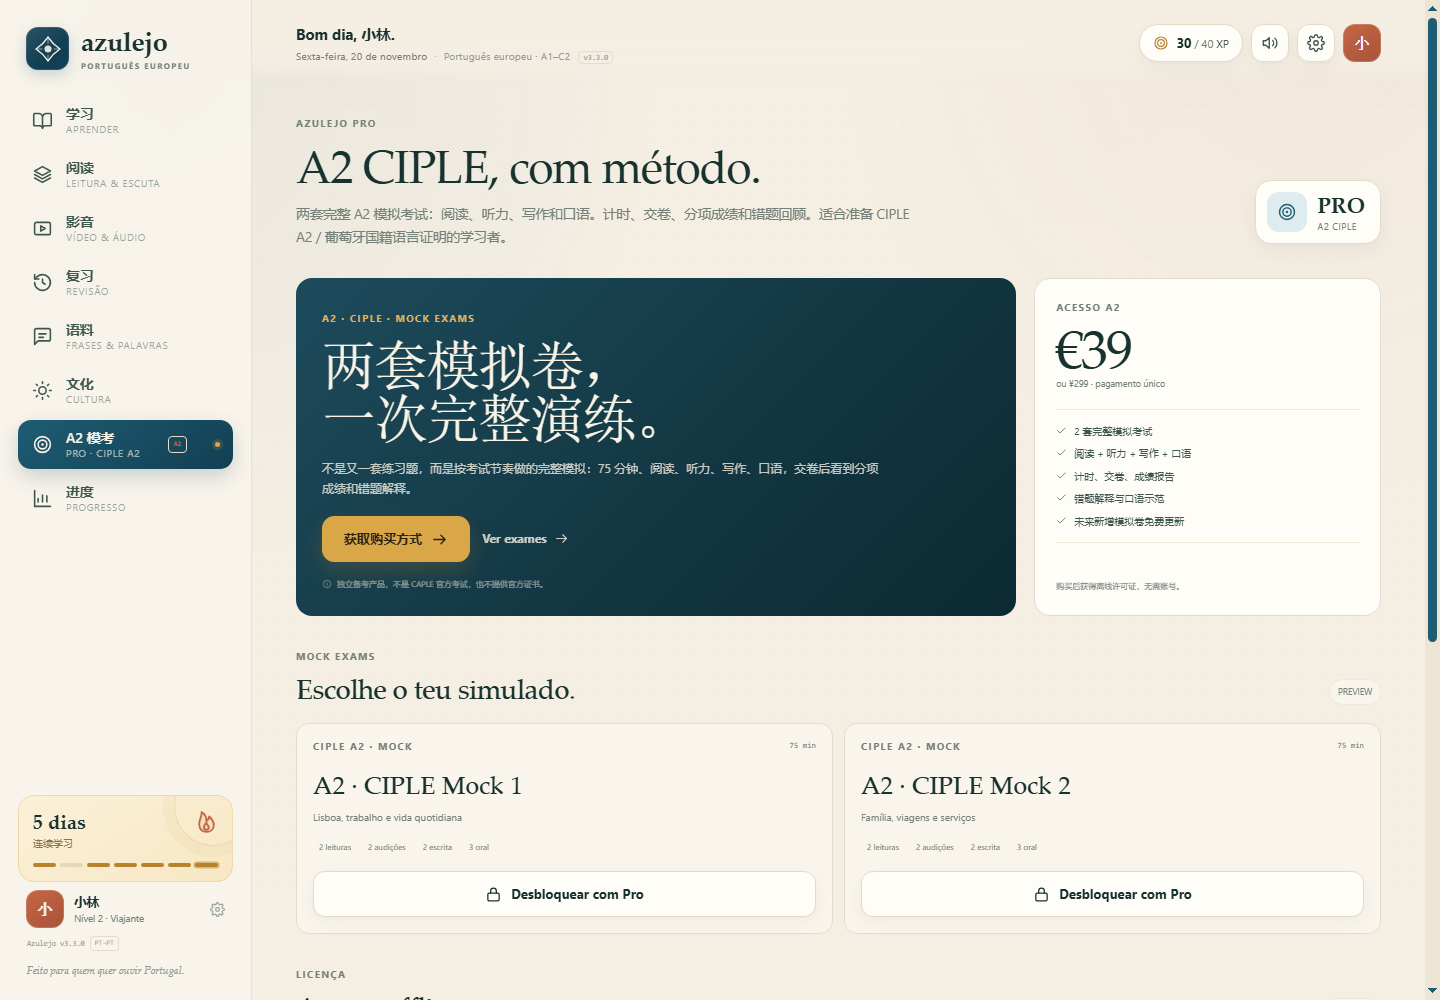 azulejo
PORTUGUÊS EUROPEU
学习
APRENDER
阅读
LEITURA & ESCUTA
影音
VÍDEO & ÁUDIO
复习
REVISÃO
语料
FRASES & PALAVRAS
文化
CULTURA
A2 模考
PRO · CIPLE A2
A2
进度
PROGRESSO
5 dias
连续学习
小
小林
Nível 2 · Viajante
Azulejo v3.3.0 PT-PT
Feito para quem quer ouvir Portugal.
Bom dia, 小林.
Sexta-feira, 20 de novembro · Português europeu · A1–C2 v3.3.0
30 / 40 XP
小
AZULEJO PRO
A2 CIPLE, com método.
两套完整 A2 模拟考试：阅读、听力、写作和口语。计时、交卷、分项成绩和错题回顾。适合准备 CIPLE
A2 / 葡萄牙国籍语言证明的学习者。
PRO
A2 CIPLE
A2 · CIPLE · MOCK EXAMS
两套模拟卷，
一次完整演练。
不是又一套练习题，而是按考试节奏做的完整模拟：75 分钟、阅读、听力、写作、口语，交卷后看到分项
成绩和错题解释。
获取购买方式 →
Ver exames →
独立备考产品，不是 CAPLE 官方考试，也不提供官方证书。
ACESSO A2
€39
ou ¥299 · pagamento único
2 套完整模拟考试
阅读 + 听力 + 写作 + 口语
计时、交卷、成绩报告
错题解释与口语示范
未来新增模拟卷免费更新
购买后获得离线许可证，无需账号。
MOCK EXAMS
Escolhe o teu simulado.
PREVIEW
CIPLE A2 · MOCK
75 min
A2 · CIPLE Mock 1
Lisboa, trabalho e vida quotidiana
2 leituras 2 audições 2 escrita 3 oral
Desbloquear com Pro
CIPLE A2 · MOCK
75 min
A2 · CIPLE Mock 2
Família, viagens e serviços
2 leituras 2 audições 2 escrita 3 oral
Desbloquear com Pro
LICENÇA